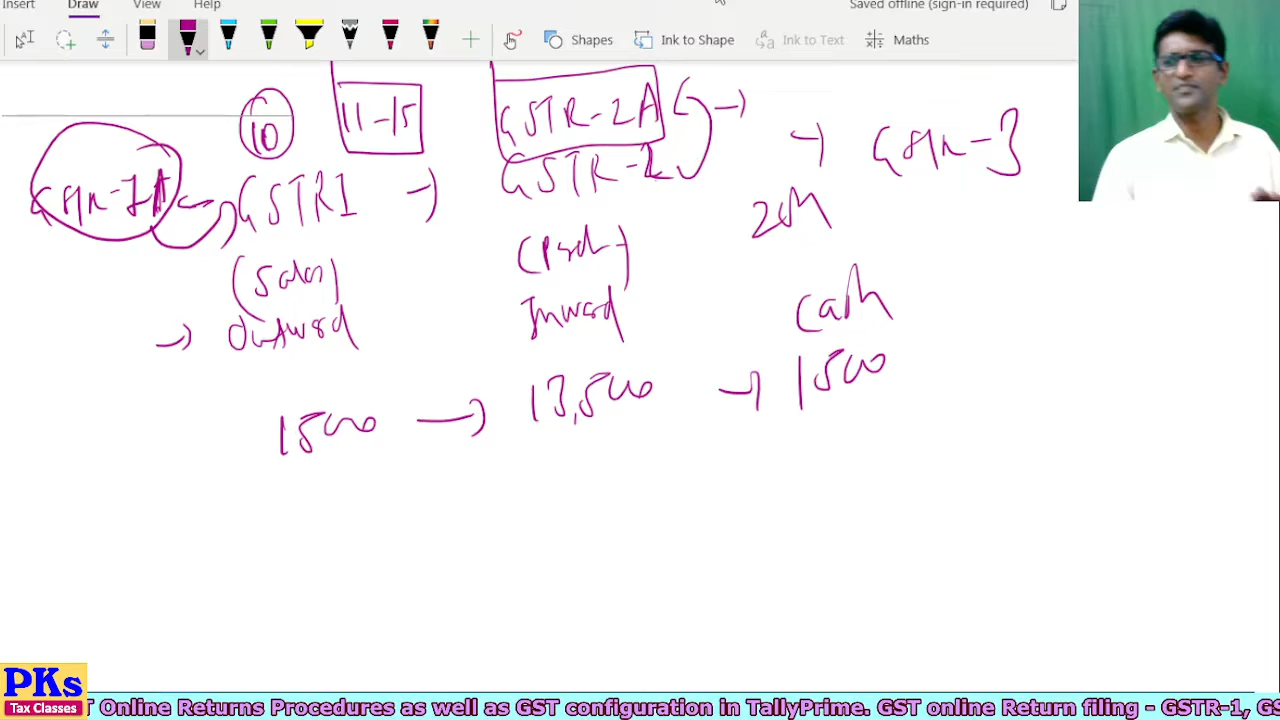 Insert Draw View Help Saved offline (sign-in required)
Shapes Ink to Shape Ink to Text Maths
10 11-15 GSTR-2A
GSTR-1A GSTR1 GSTR-2 GSTR-3
20th
(Sales)
Outward Inward Cash
1500 13,500 1500
PKs
Tax Classes
T Online Returns Procedures as well as GST configuration in TallyPrime. GST online Return filing - GSTR-1, GS